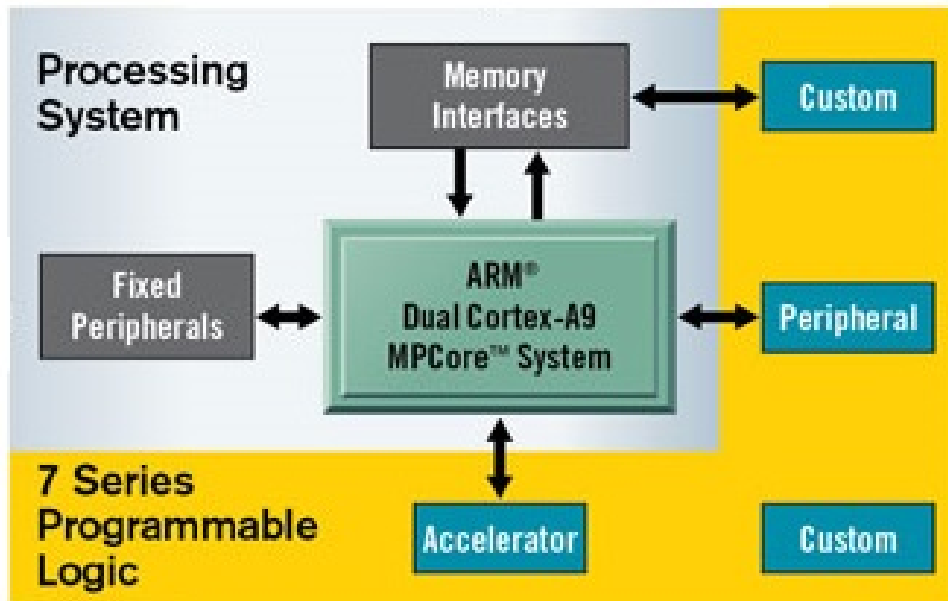 Processing
System
Memory
Interfaces
Custom
Fixed
Peripherals
ARM®
Dual Cortex-A9
MPCore™ System
Peripheral
7 Series
Programmable
Logic
Accelerator
Custom